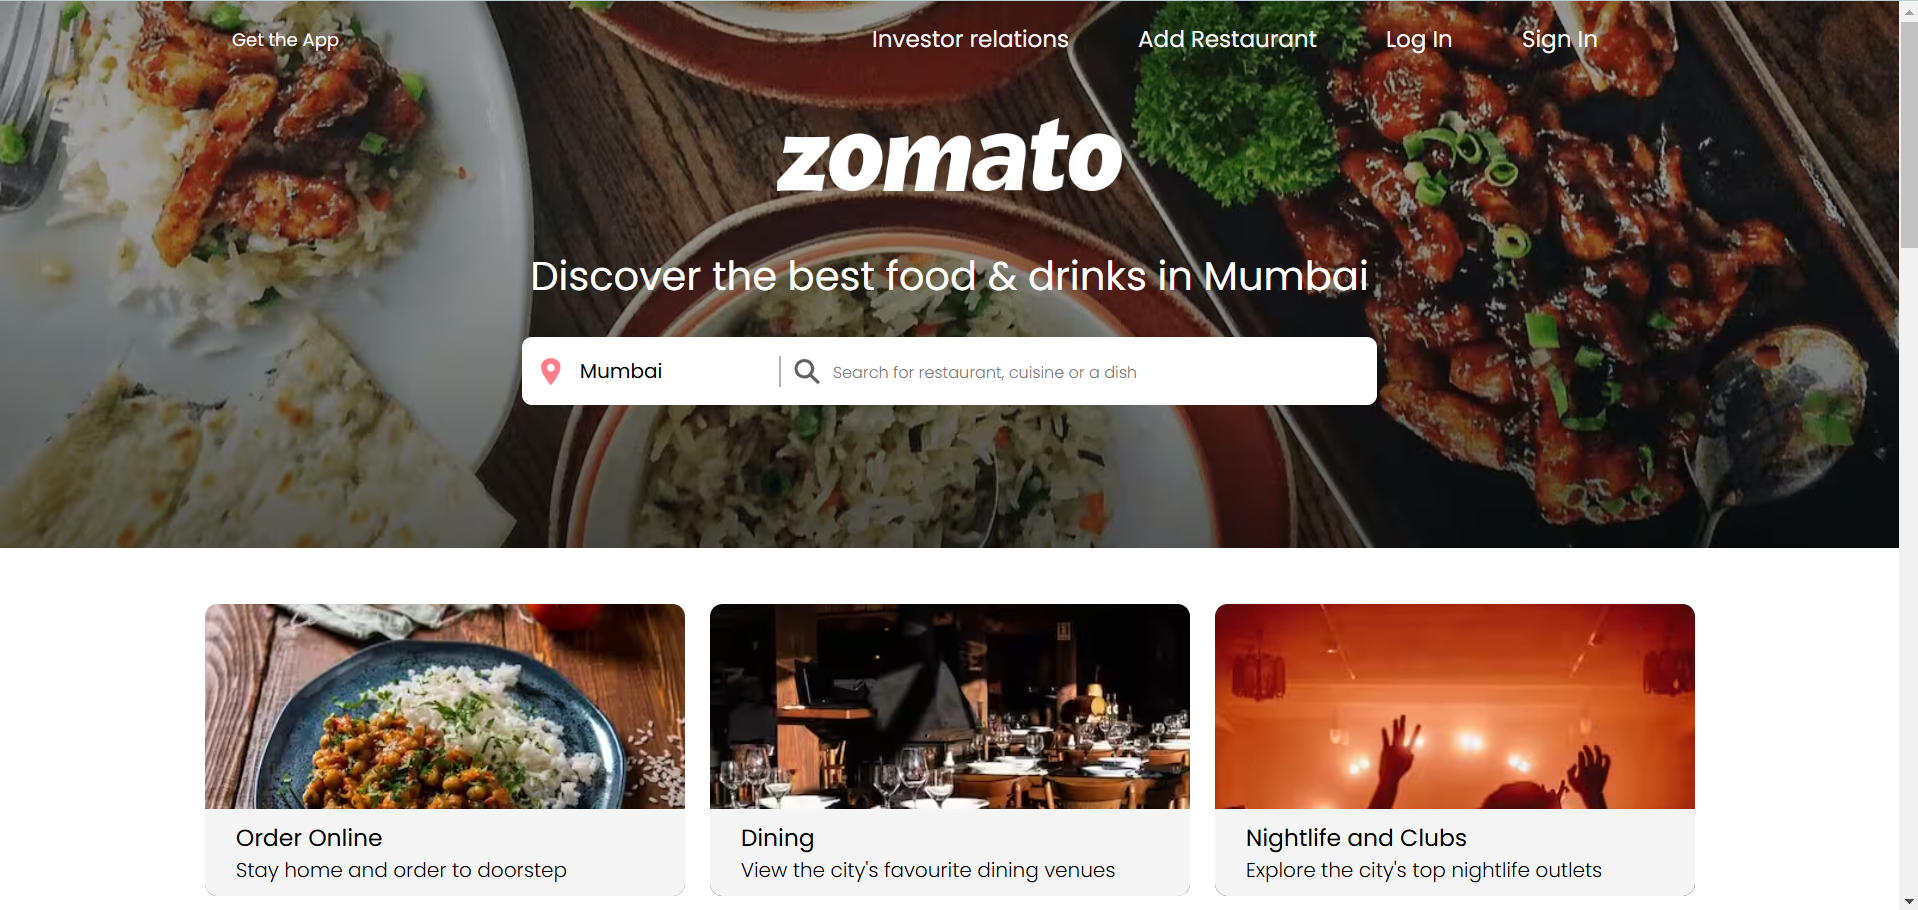 Get the App
Investor relations
Add Restaurant
Log In
Sign In
zomato
Discover the best food & drinks in Mumbai
Mumbai
Search for restaurant, cuisine or a dish
Order Online
Stay home and order to doorstep
Dining
View the city's favourite dining venues
Nightlife and Clubs
Explore the city's top nightlife outlets